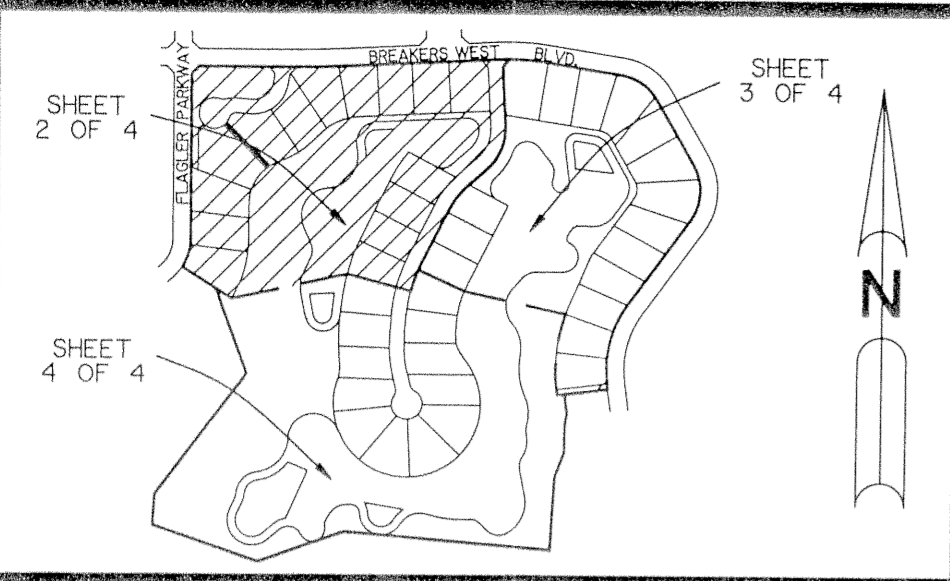 BREAKERS WEST BLVD.
FLAGLER PARKWAY
SHEET
2 OF 4
SHEET
3 OF 4
SHEET
4 OF 4
N